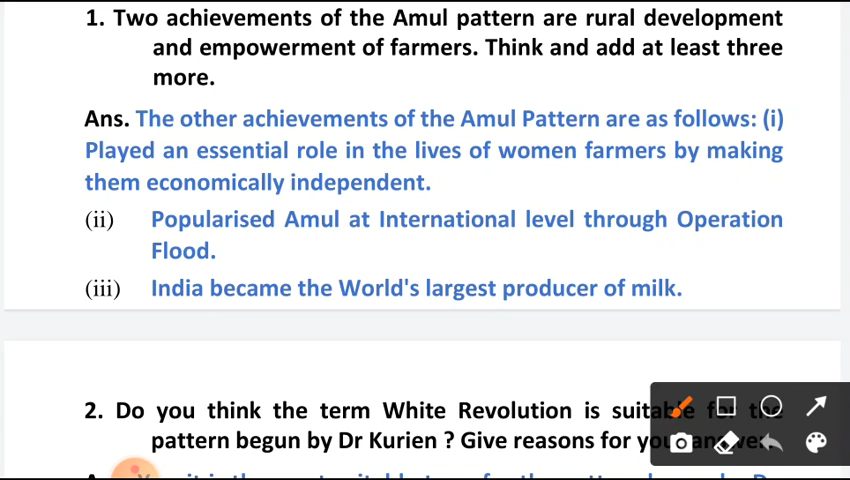 1. Two achievements of the Amul pattern are rural development
and empowerment of farmers. Think and add at least three
more.
Ans. The other achievements of the Amul Pattern are as follows: (i)
Played an essential role in the lives of women farmers by making
them economically independent.
(ii) Popularised Amul at International level through Operation
Flood.
(iii) India became the World's largest producer of milk.
2. Do you think the term White Revolution is suitable for the
pattern begun by Dr Kurien ? Give reasons for your answer.